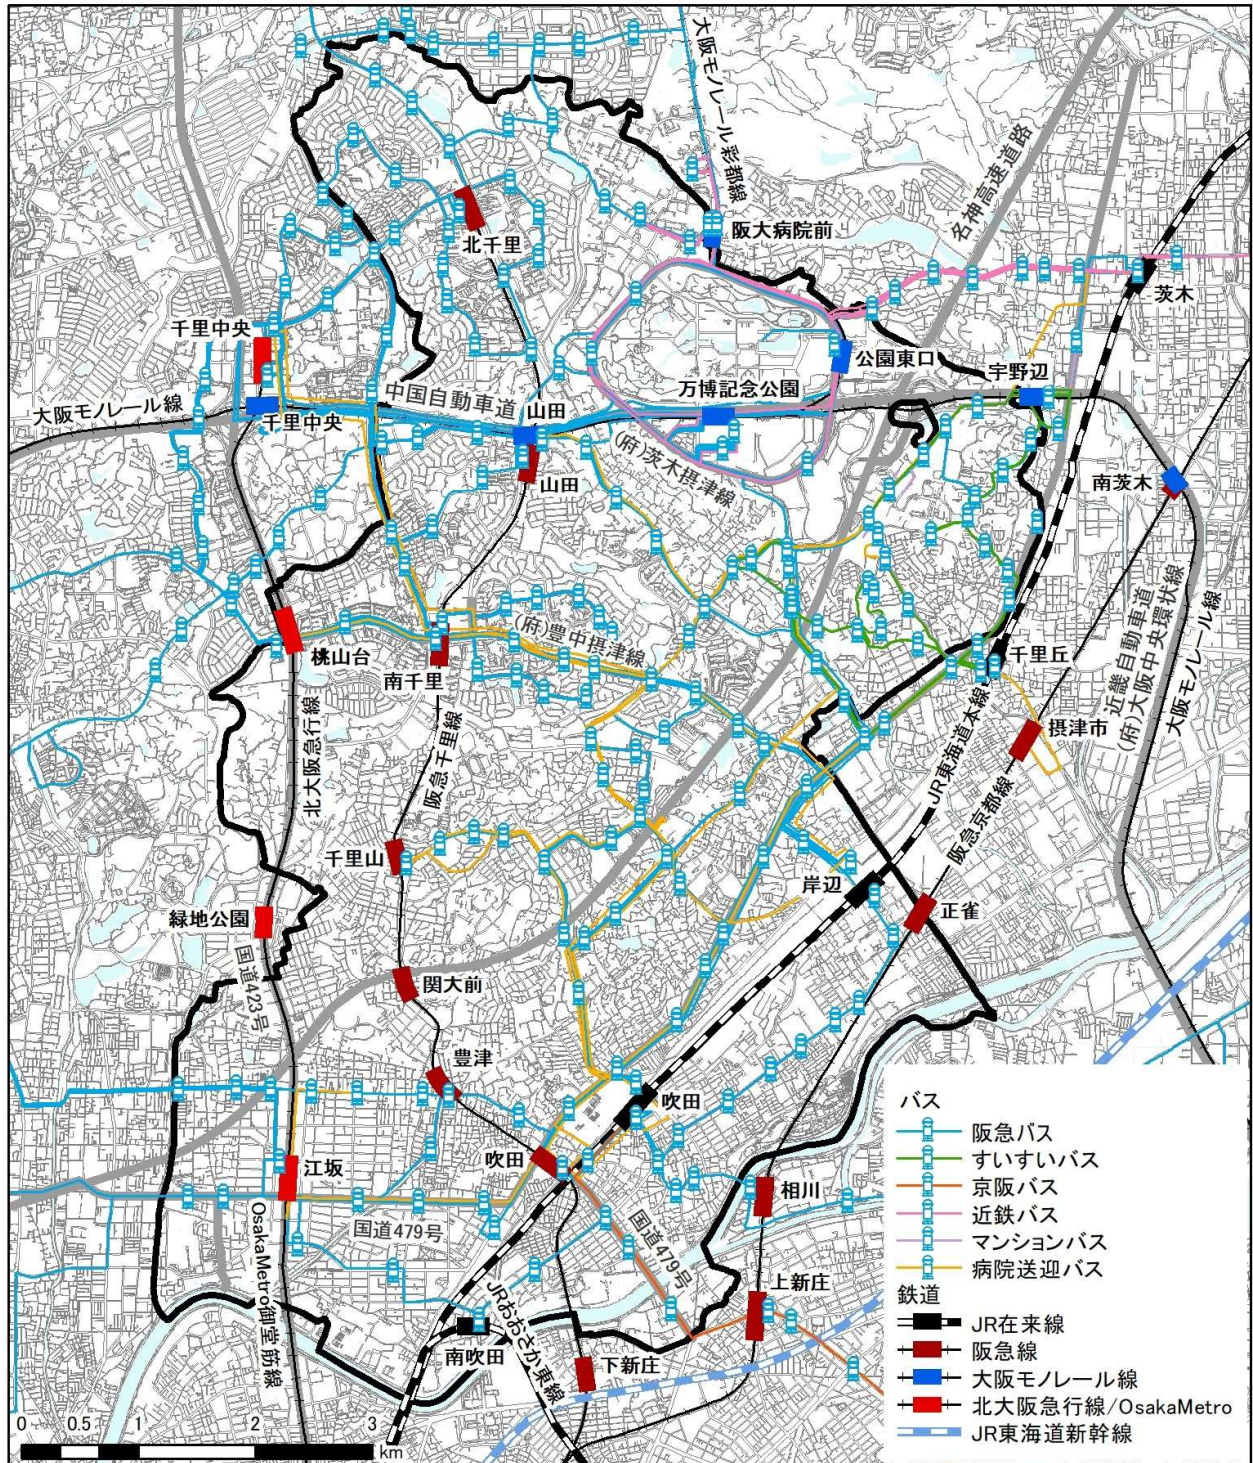 大阪モノレール彩都線
名神高速道路
阪大病院前
北千里
茨木
千里中央
公園東口
宇野辺
万博記念公園
中国自動車道
山田
大阪モノレール線
千里中央
(府)茨木摂津線
山田
南茨木
(府)豊中摂津線
桃山台
南千里
千里丘
近畿自動車道
(府)大阪中央環状線
大阪モノレール線
摂津市
北大阪急行線
阪急千里線
JR東海道本線
阪急京都線
千里山
岸辺
正雀
緑地公園
国道423号
関大前
豊津
吹田
吹田
江坂
相川
国道479号
国道479号
OsakaMetro御堂筋線
上新庄
JRおおさか東線
南吹田
下新庄
バス
阪急バス
すいすいバス
京阪バス
近鉄バス
マンションバス
病院送迎バス
鉄道
JR在来線
阪急線
大阪モノレール線
北大阪急行線/OsakaMetro
JR東海道新幹線
0 0.5 1 2 3
km